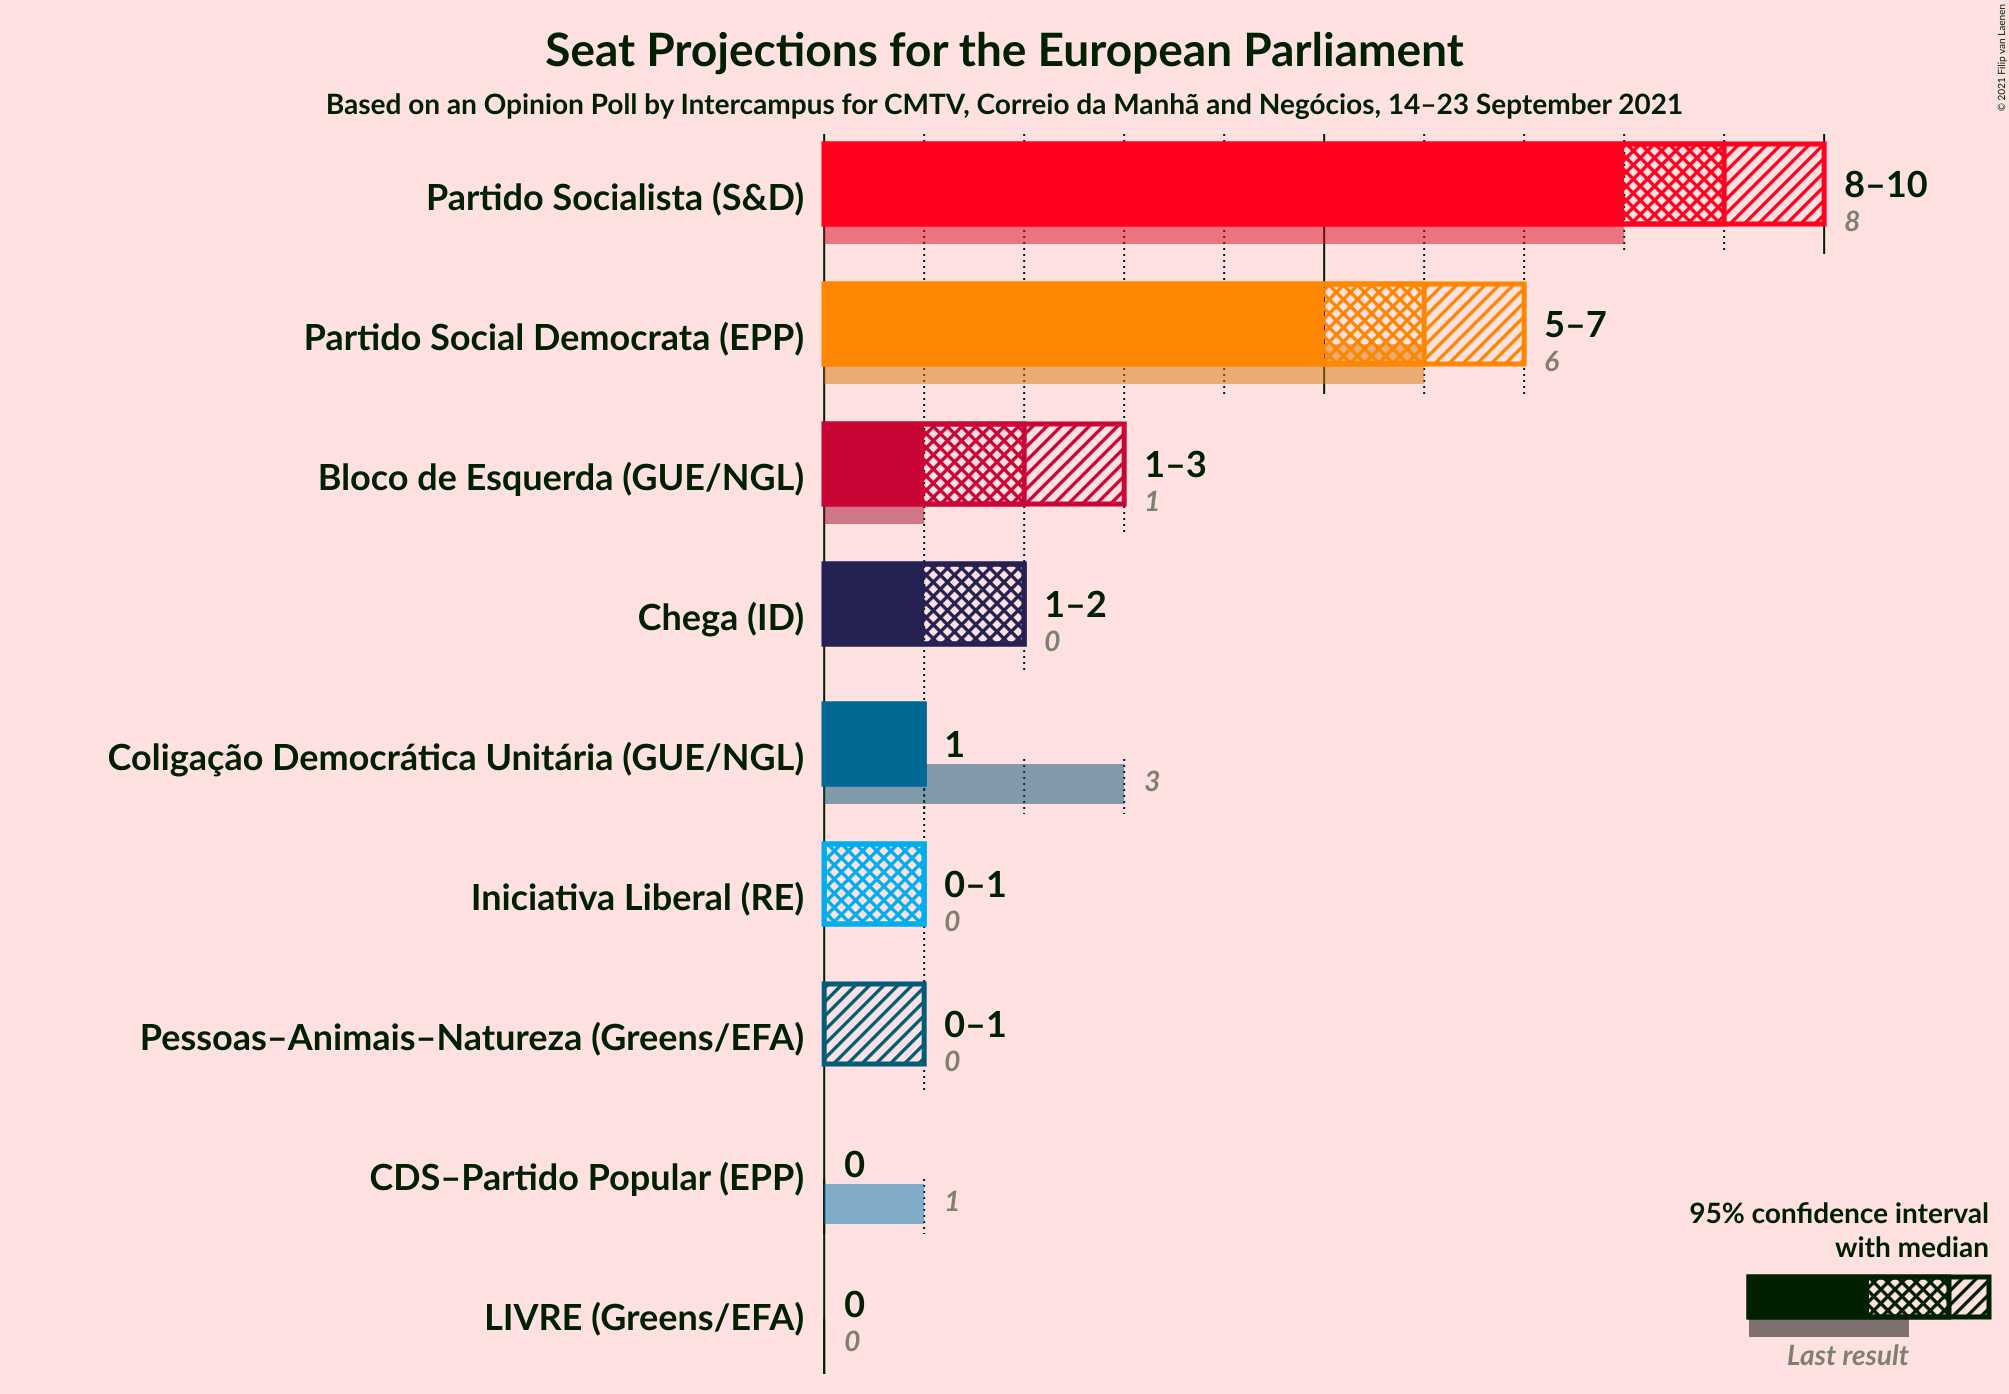 Seat Projections for the European Parliament
Based on an Opinion Poll by Intercampus for CMTV, Correio da Manhã and Negócios, 14–23 September 2021
© 2021 Filip van Laenen
Partido Socialista (S&D)
8–10
8
Partido Social Democrata (EPP)
5–7
6
Bloco de Esquerda (GUE/NGL)
1–3
1
Chega (ID)
1–2
0
Coligação Democrática Unitária (GUE/NGL)
1
3
Iniciativa Liberal (RE)
0–1
0
Pessoas–Animais–Natureza (Greens/EFA)
0–1
0
CDS–Partido Popular (EPP)
0
1
LIVRE (Greens/EFA)
0
0
95% confidence interval
with median
Last result